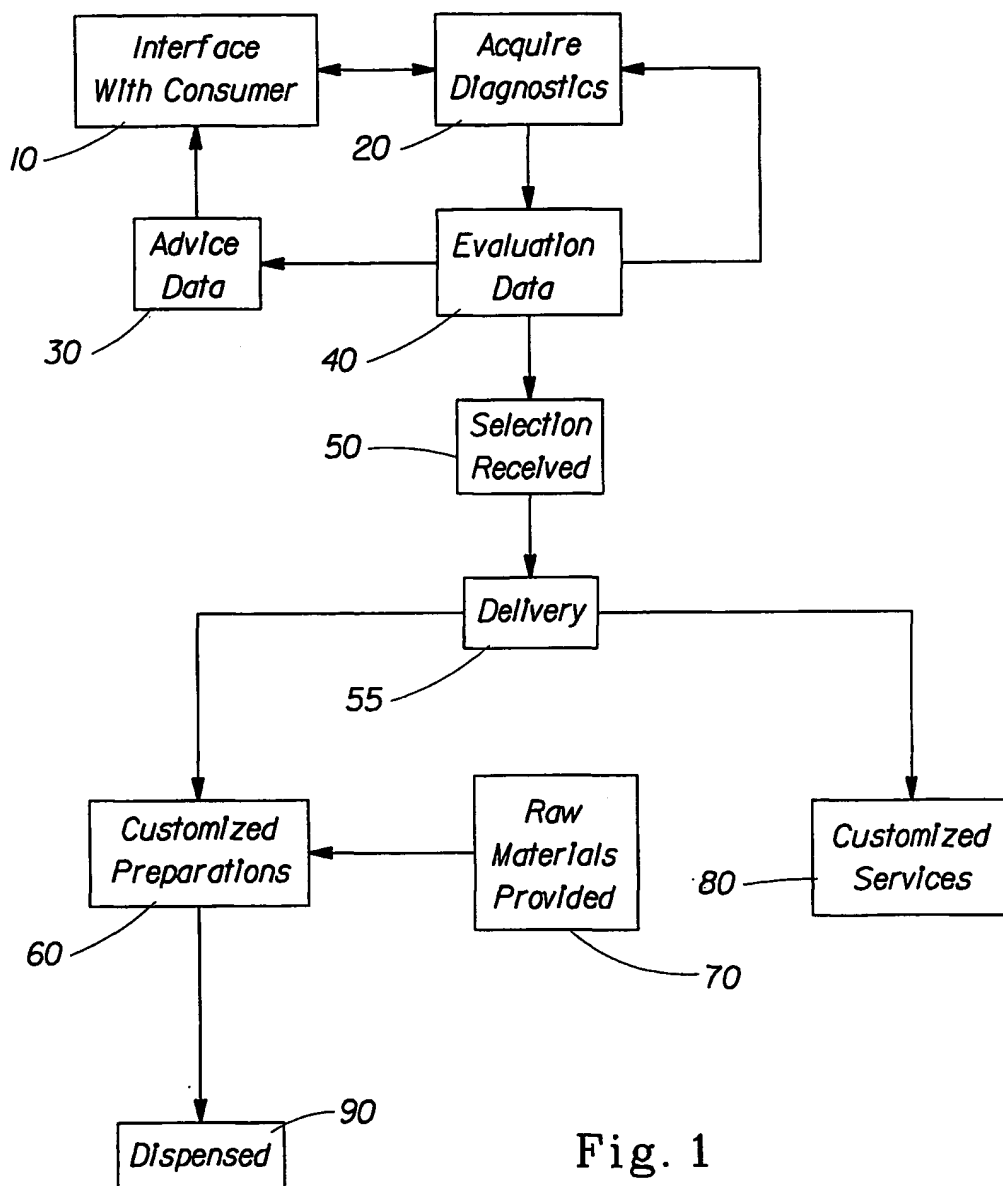 Interface
With Consumer
10
Acquire
Diagnostics
20
Advice
Data
30
Evaluation
Data
40
Selection
Received
50
Delivery
55
Customized
Preparations
60
Raw
Materials
Provided
70
Customized
Services
80
Dispensed
90
Fig. 1